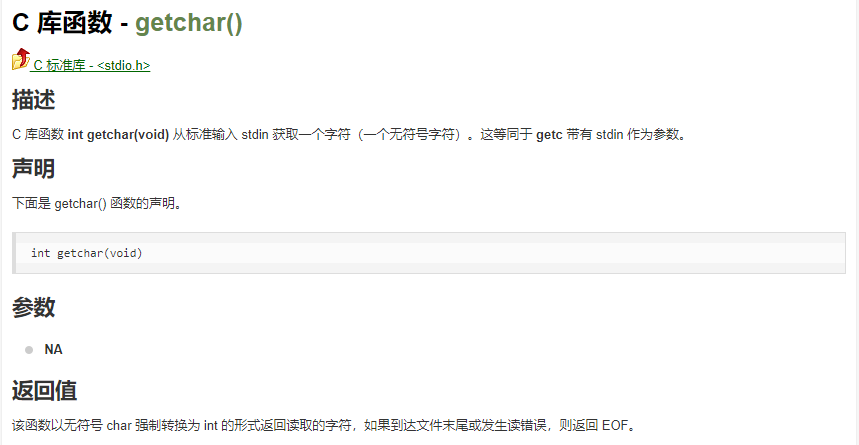 C 库函数 - getchar()
C 标准库 - <stdio.h>
描述
C 库函数 int getchar(void) 从标准输入 stdin 获取一个字符（一个无符号字符）。这等同于 getc 带有 stdin 作为参数。
声明
下面是 getchar() 函数的声明。
int getchar(void)
参数
NA
返回值
该函数以无符号 char 强制转换为 int 的形式返回读取的字符，如果到达文件末尾或发生读错误，则返回 EOF。